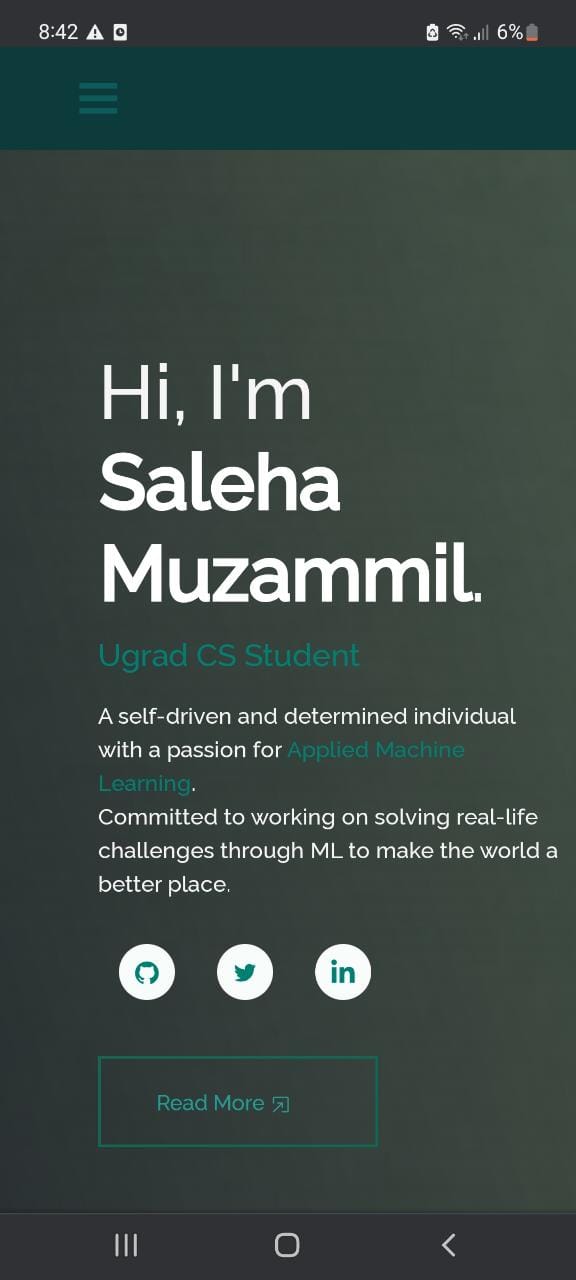 8:42
6%
Hi, I'm
Saleha
Muzammil.
Ugrad CS Student
A self-driven and determined individual
with a passion for Applied Machine
Learning.
Committed to working on solving real-life
challenges through ML to make the world a
better place.
in
Read More